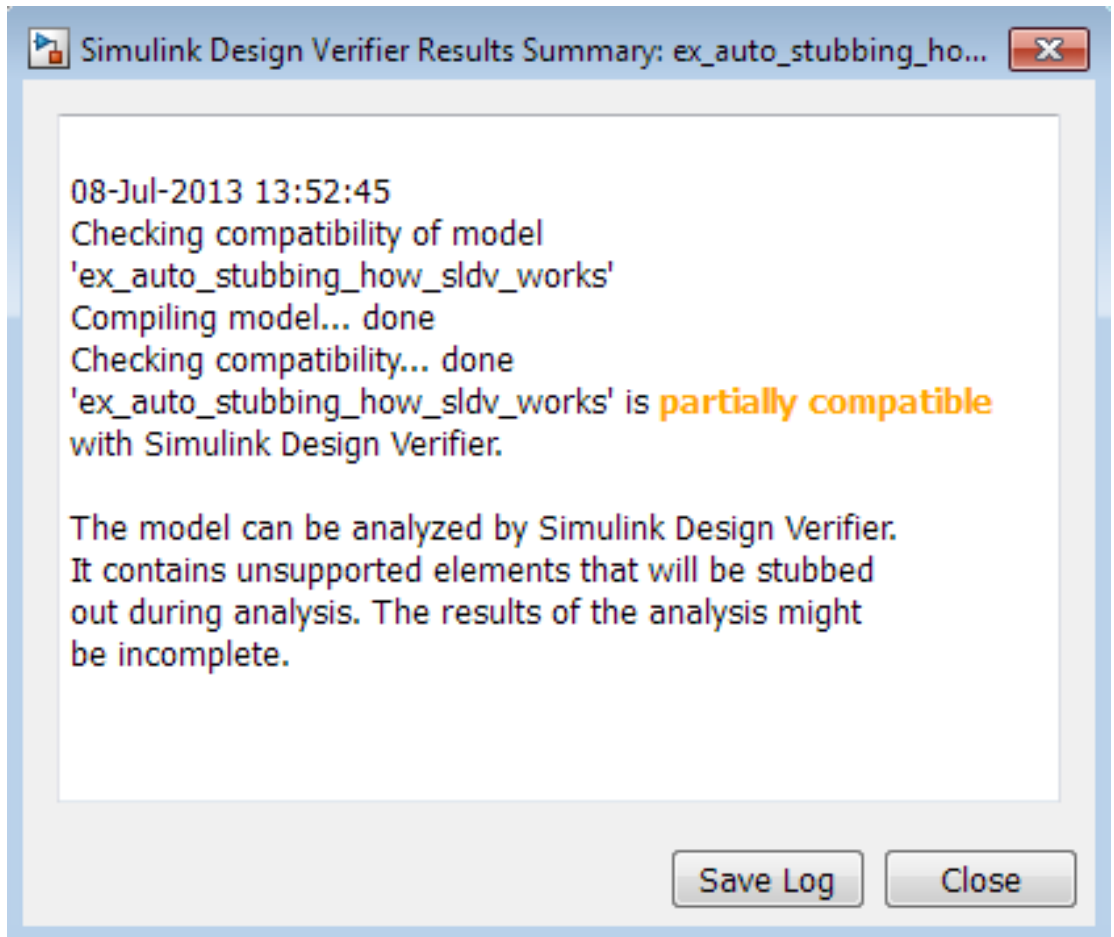 Simulink Design Verifier Results Summary: ex_auto_stubbing_ho...
08-Jul-2013 13:52:45
Checking compatibility of model
'ex_auto_stubbing_how_sldv_works'
Compiling model... done
Checking compatibility... done
'ex_auto_stubbing_how_sldv_works' is partially compatible
with Simulink Design Verifier.
The model can be analyzed by Simulink Design Verifier.
It contains unsupported elements that will be stubbed
out during analysis. The results of the analysis might
be incomplete.
Save Log Close